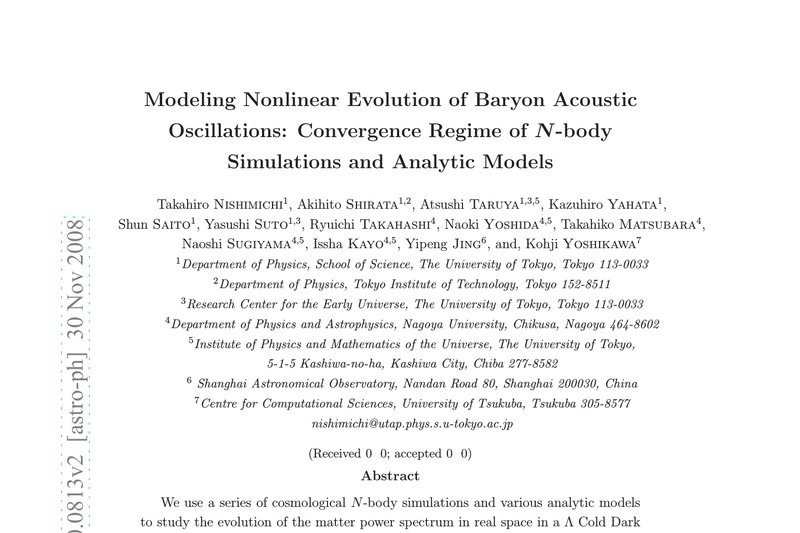 Modeling Nonlinear Evolution of Baryon Acoustic
Oscillations: Convergence Regime of N-body
Simulations and Analytic Models
Takahiro NISHIMICHI1, Akihito SHIRATA1,2, Atsushi TARUYA1,3,5, Kazuhiro YAHATA1,
Shun SAITO1, Yasushi SUTO1,3, Ryuichi TAKAHASHI4, Naoki YOSHIDA4,5, Takahiko MATSUBARA4,
Naoshi SUGIYAMA4,5, Issha KAYO4,5, Yipeng JING6, and, Kohji YOSHIKAWA7
1Department of Physics, School of Science, The University of Tokyo, Tokyo 113-0033
2Department of Physics, Tokyo Institute of Technology, Tokyo 152-8511
3Research Center for the Early Universe, The University of Tokyo, Tokyo 113-0033
4Department of Physics and Astrophysics, Nagoya University, Chikusa, Nagoya 464-8602
5Institute of Physics and Mathematics of the Universe, The University of Tokyo,
5-1-5 Kashiwa-no-ha, Kashiwa City, Chiba 277-8582
6 Shanghai Astronomical Observatory, Nandan Road 80, Shanghai 200030, China
7Centre for Computational Sciences, University of Tsukuba, Tsukuba 305-8577
nishimichi@utap.phys.s.u-tokyo.ac.jp
(Received 0 0; accepted 0 0)
Abstract
We use a series of cosmological N-body simulations and various analytic models
to study the evolution of the matter power spectrum in real space in a Λ Cold Dark
0.0813v2 [astro-ph] 30 Nov 2008